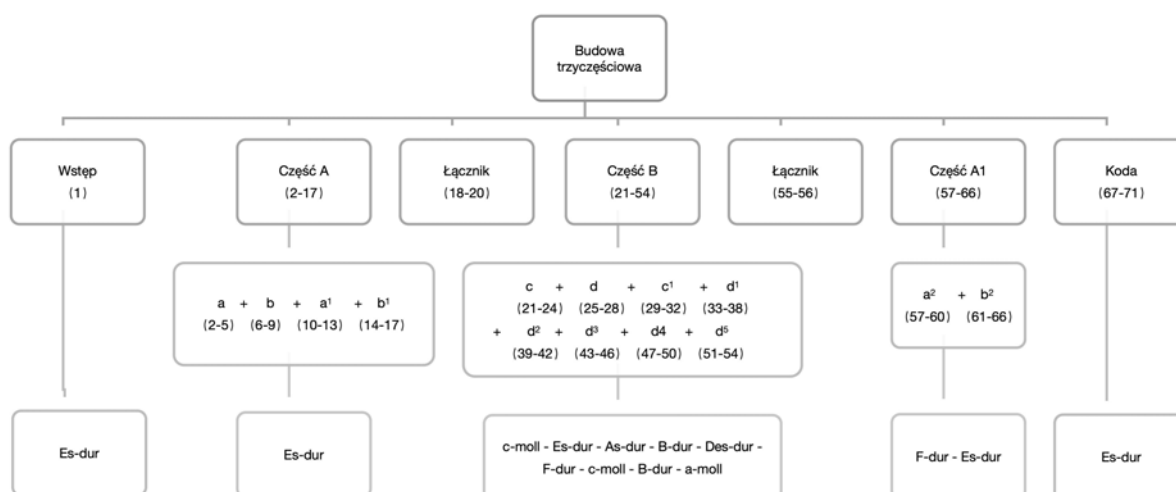 Budowa
trzyczęściowa
Wstęp
(1)
Część A
(2-17)
Łącznik
(18-20)
Część B
(21-54)
Łącznik
(55-56)
Część A1
(57-66)
Koda
(67-71)
a + b + a¹ + b¹
(2-5) (6-9) (10-13) (14-17)
c + d + c¹ + d¹
(21-24) (25-28) (29-32) (33-38)
+ d² + d³ + d4 + d⁵
(39-42) (43-46) (47-50) (51-54)
a² + b²
(57-60) (61-66)
Es-dur
Es-dur
c-moll - Es-dur - As-dur - B-dur - Des-dur -
F-dur - c-moll - B-dur - a-moll
F-dur - Es-dur
Es-dur